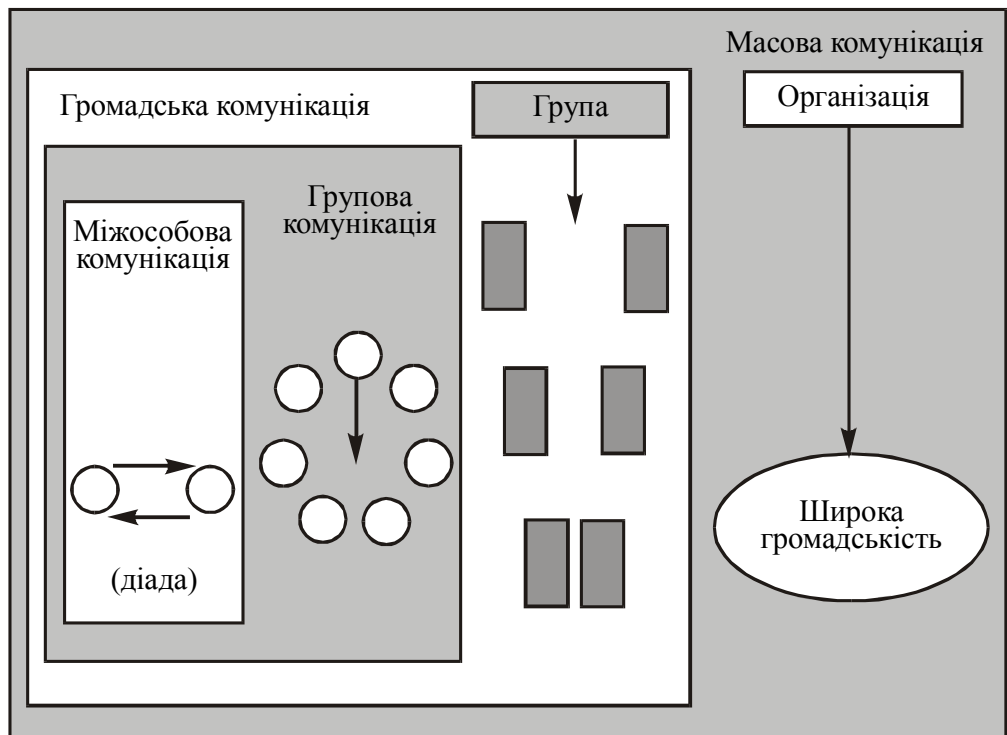 Масова комунікація
Організація
Громадська комунікація
Група
Групова
комунікація
Міжособова
комунікація
(діада)
Широка
громадськість